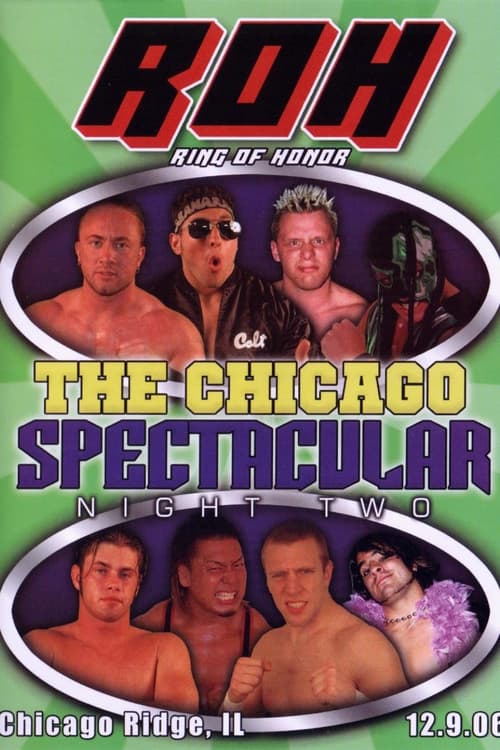 ROH
RING OF HONOR
Colt
THE CHICAGO
SPECTACULAR
NIGHT TWO
Chicago Ridge, IL
12.9.06